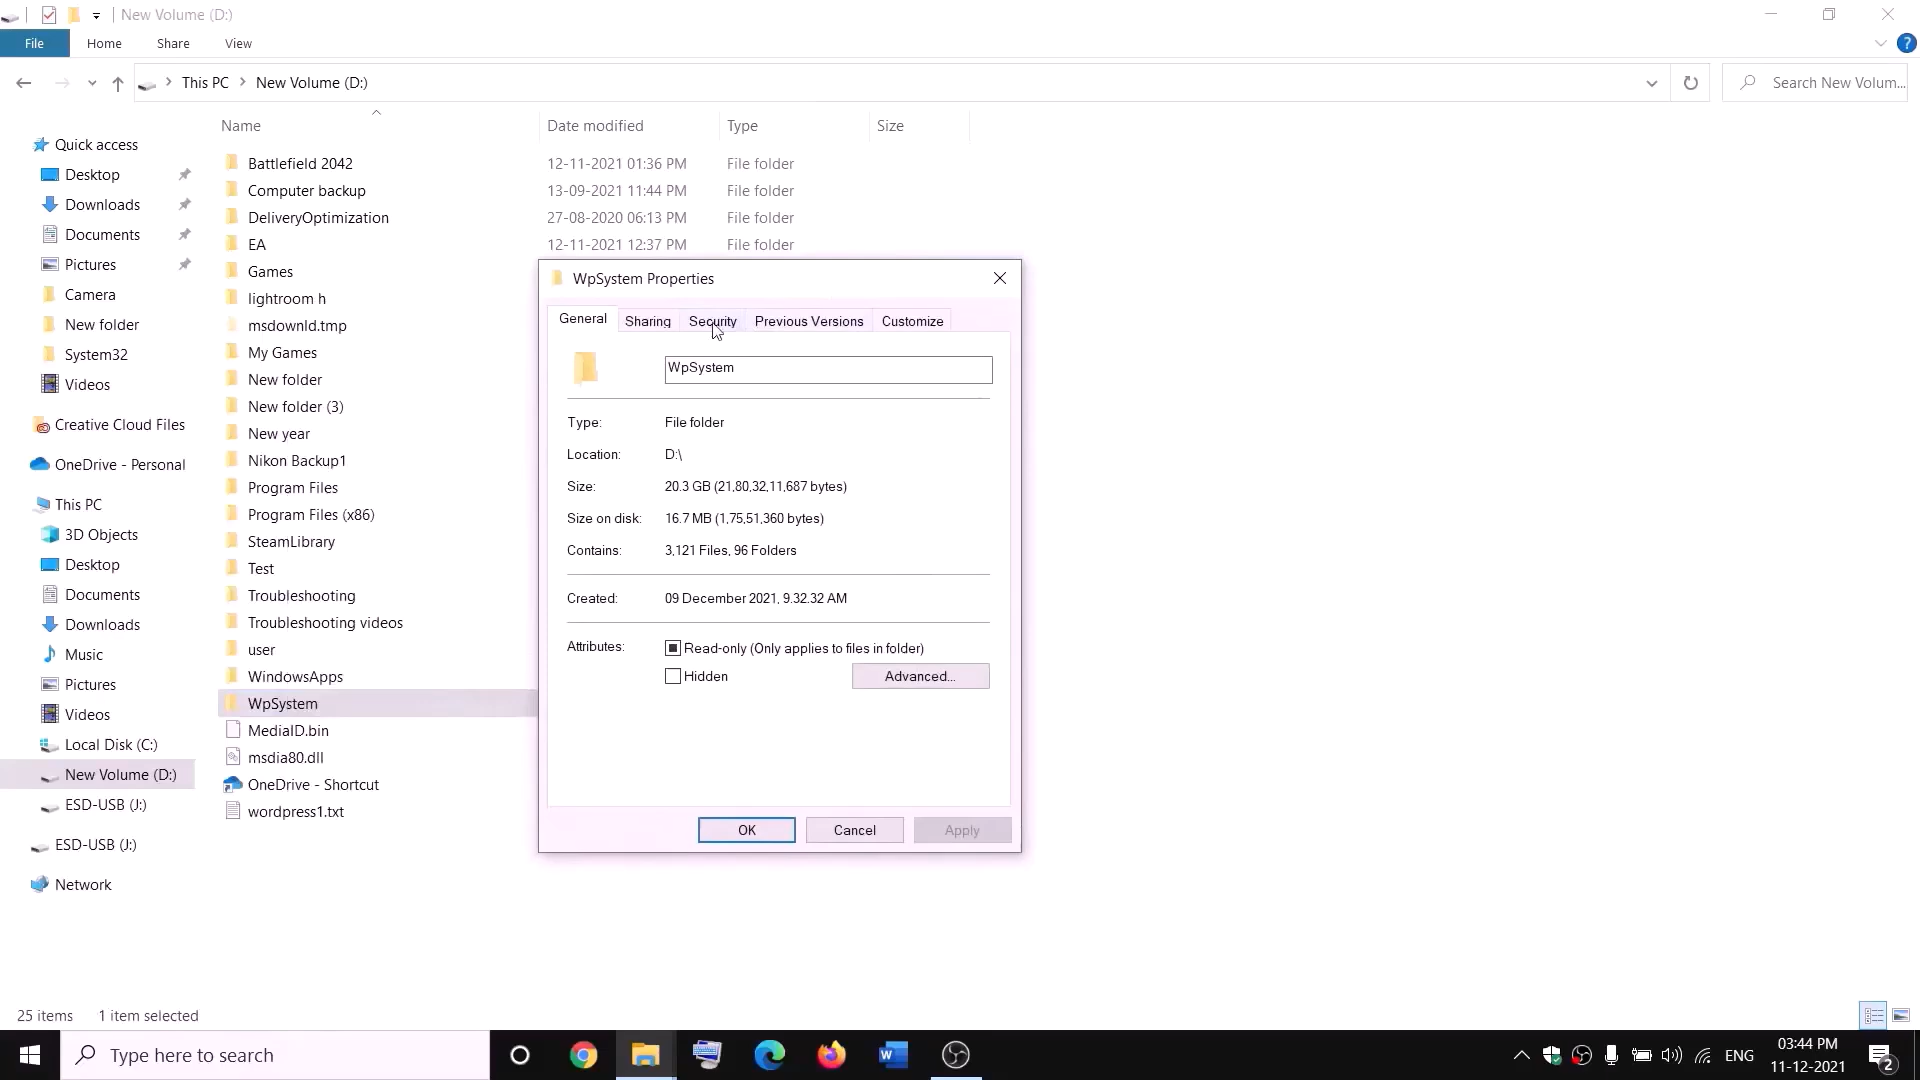 New Volume (D:)
File Home Share View ?
This PC New Volume (D:) Search New Volum...
Name Date modified Type Size
Quick access
Desktop
Downloads
Documents
Pictures
Camera
New folder
System32
Videos
Creative Cloud Files
OneDrive - Personal
This PC
3D Objects
Desktop
Documents
Downloads
Music
Pictures
Videos
Local Disk (C:)
New Volume (D:)
ESD-USB (J:)
ESD-USB (J:)
Network
Battlefield 2042 12-11-2021 01:36 PM File folder
Computer backup 13-09-2021 11:44 PM File folder
DeliveryOptimization 27-08-2020 06:13 PM File folder
EA 12-11-2021 12:37 PM File folder
Games
lightroom h
msdownld.tmp
My Games
New folder
New folder (3)
New year
Nikon Backup1
Program Files
Program Files (x86)
SteamLibrary
Test
Troubleshooting
Troubleshooting videos
user
WindowsApps
WpSystem
MediaID.bin
msdia80.dll
OneDrive - Shortcut
wordpress1.txt
WpSystem Properties
General Sharing Security Previous Versions Customize
WpSystem
Type: File folder
Location: D:\
Size: 20.3 GB (21,80,32,11,687 bytes)
Size on disk: 16.7 MB (1,75,51,360 bytes)
Contains: 3,121 Files, 96 Folders
Created: 09 December 2021, 9.32.32 AM
Attributes: Read-only (Only applies to files in folder)
Hidden Advanced...
OK Cancel Apply
25 items 1 item selected
Type here to search
ENG
03:44 PM
11-12-2021
2